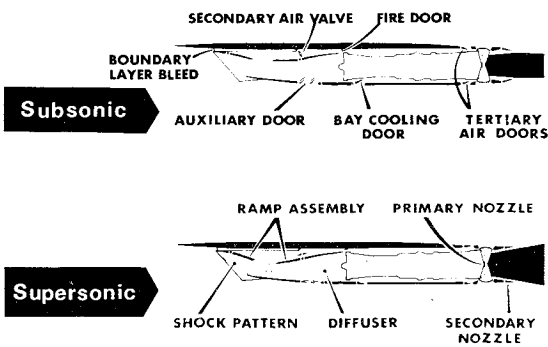 SECONDARY AIR VALVE
FIRE DOOR
BOUNDARY
LAYER BLEED
Subsonic
AUXILIARY DOOR
BAY COOLING
DOOR
TERTIARY
AIR DOORS
RAMP ASSEMBLY
PRIMARY NOZZLE
Supersonic
SHOCK PATTERN
DIFFUSER
SECONDARY
NOZZLE